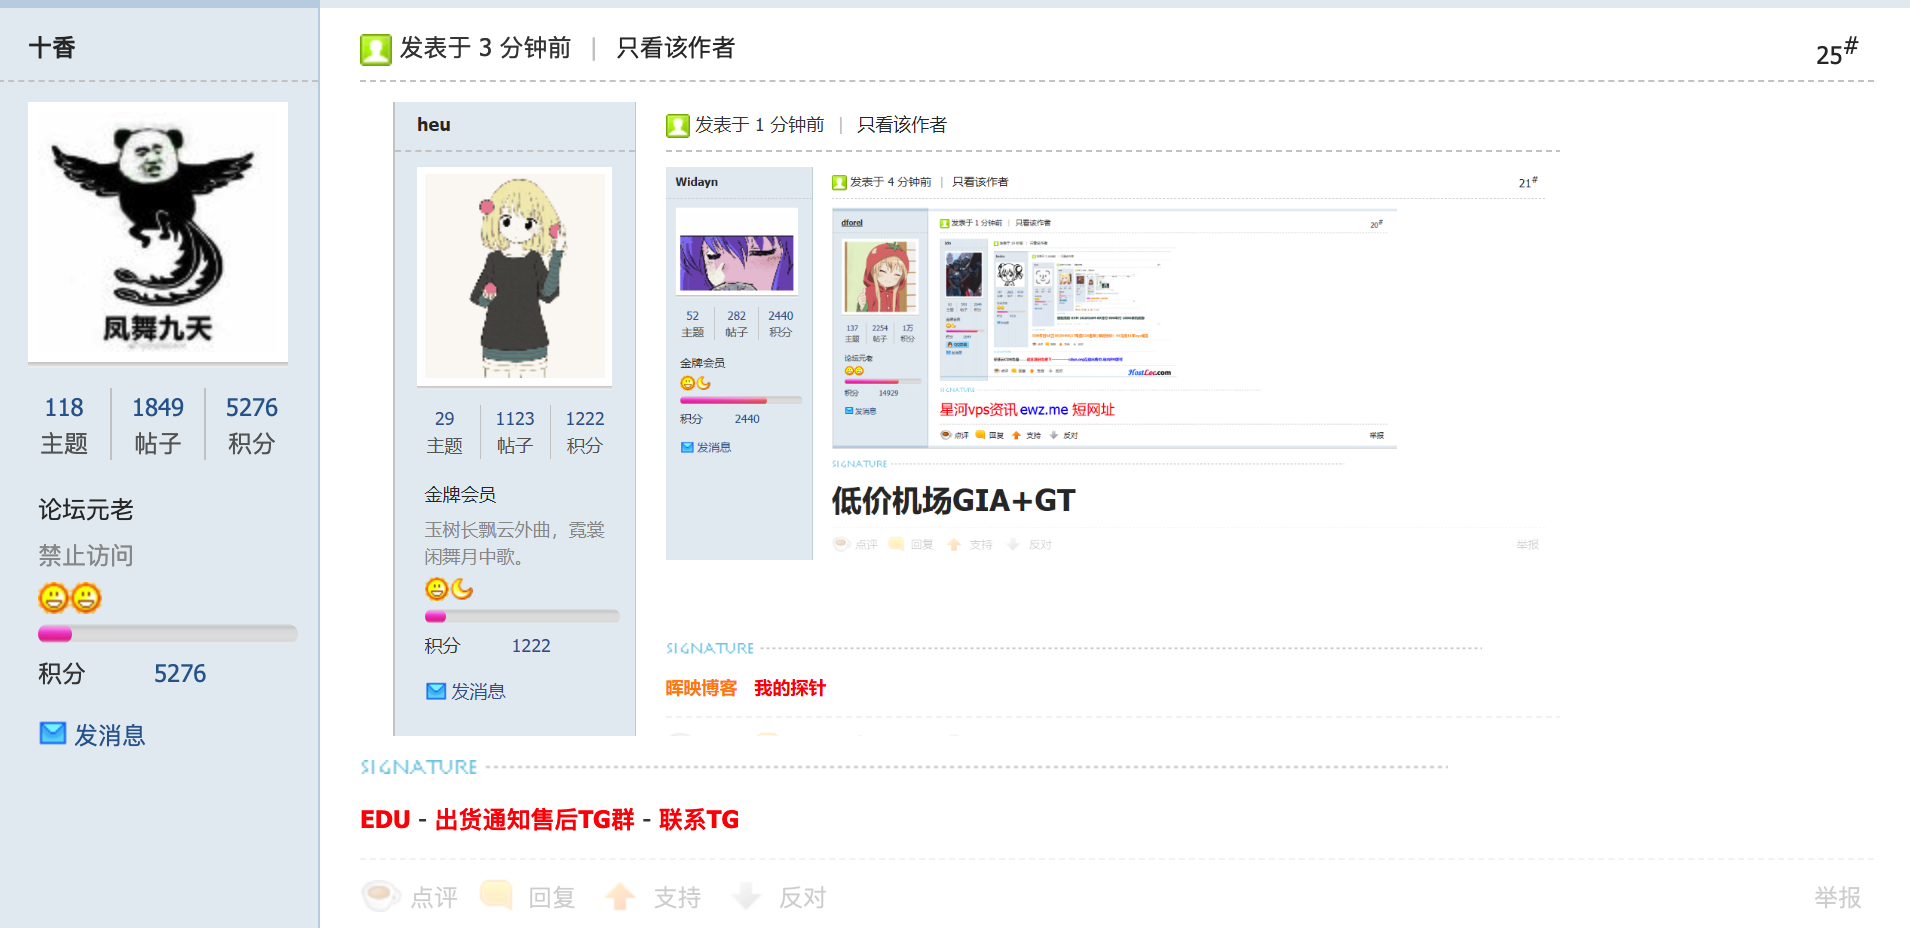 十香
发表于 3 分钟前 | 只看该作者
25#
凤舞九天
118 1849 5276
主题 帖子 积分
论坛元老
禁止访问
积分 5276
发消息
heu
发表于 1 分钟前 | 只看该作者
29 1123 1222
主题 帖子 积分
金牌会员
玉树长飘云外曲，霓裳
闲舞月中歌。
积分 1222
发消息
Widayn
发表于 4 分钟前 | 只看该作者
21#
52 282 2440
主题 帖子 积分
金牌会员
积分 2440
发消息
dforel
发表于 1 分钟前 | 只看该作者
20#
137 2254 1万
主题 帖子 积分
论坛元老
积分 14929
发消息
HostLoc.com
SIGNATURE
星河vps资讯 ewz.me 短网址
点评 回复 支持 反对
举报
SIGNATURE
低价机场GIA+GT
点评 回复 支持 反对
举报
SIGNATURE
晖映博客 我的探针
SIGNATURE
EDU - 出货通知售后TG群 - 联系TG
点评 回复 支持 反对
举报